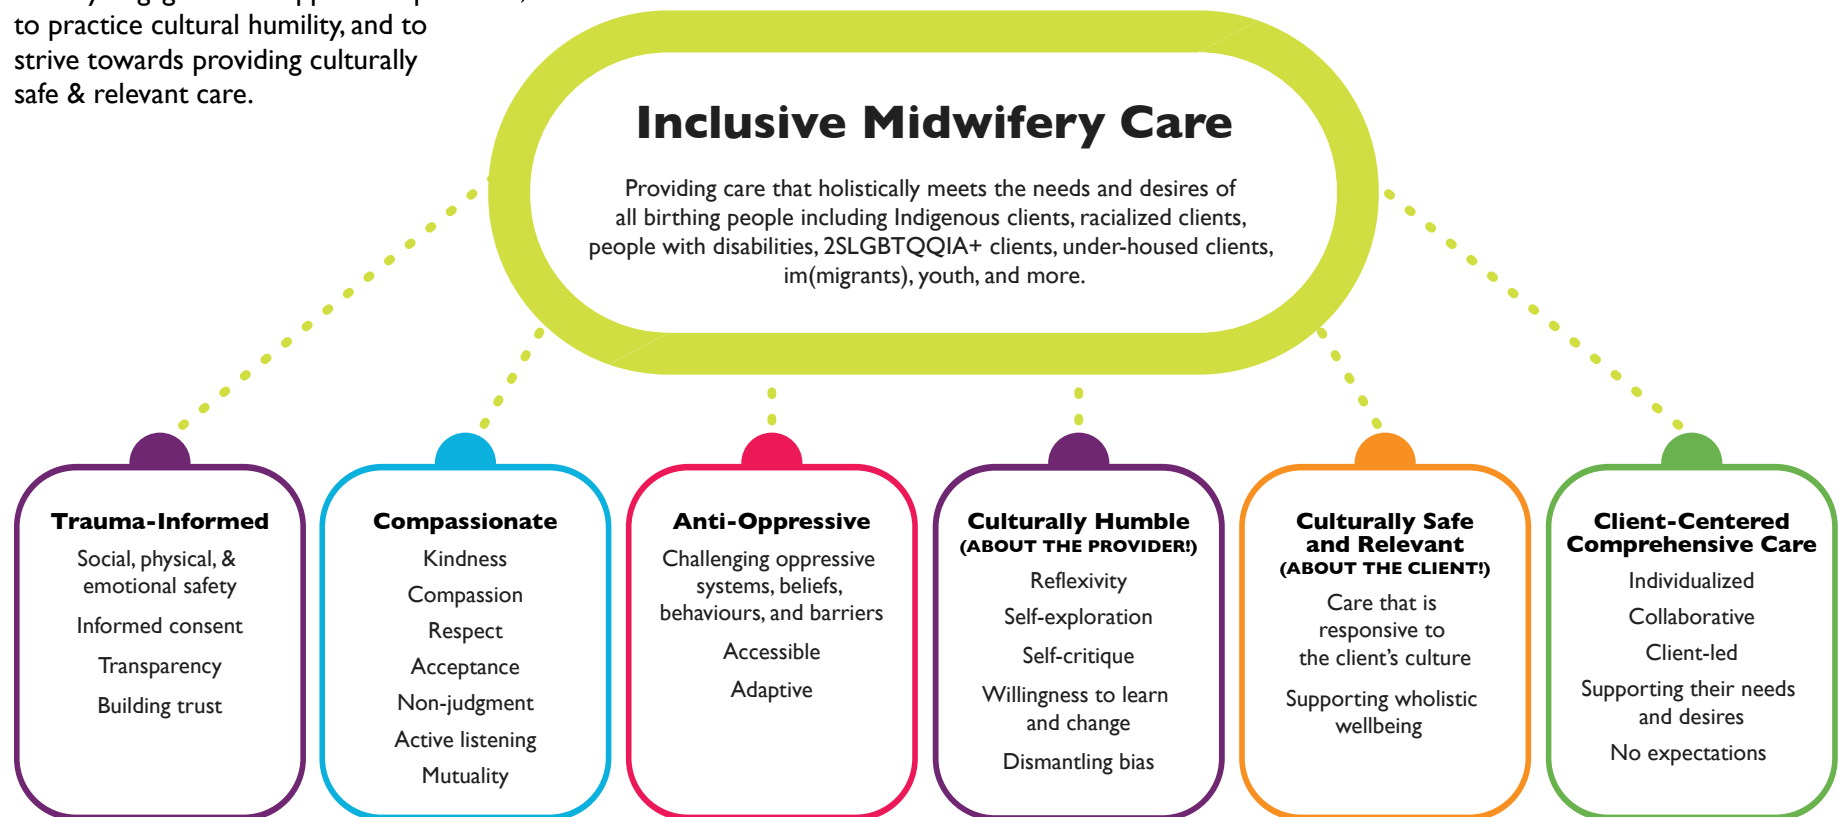 to practice cultural humility, and to
strive towards providing culturally
safe & relevant care.
Inclusive Midwifery Care
Providing care that holistically meets the needs and desires of
all birthing people including Indigenous clients, racialized clients,
people with disabilities, 2SLGBTQQIA+ clients, under-housed clients,
im(migrants), youth, and more.
Trauma-Informed
Social, physical, &
emotional safety
Informed consent
Transparency
Building trust
Compassionate
Kindness
Compassion
Respect
Acceptance
Non-judgment
Active listening
Mutuality
Anti-Oppressive
Challenging oppressive
systems, beliefs,
behaviours, and barriers
Accessible
Adaptive
Culturally Humble
(ABOUT THE PROVIDER!)
Reflexivity
Self-exploration
Self-critique
Willingness to learn
and change
Dismantling bias
Culturally Safe
and Relevant
(ABOUT THE CLIENT!)
Care that is
responsive to
the client's culture
Supporting wholistic
wellbeing
Client-Centered
Comprehensive Care
Individualized
Collaborative
Client-led
Supporting their needs
and desires
No expectations